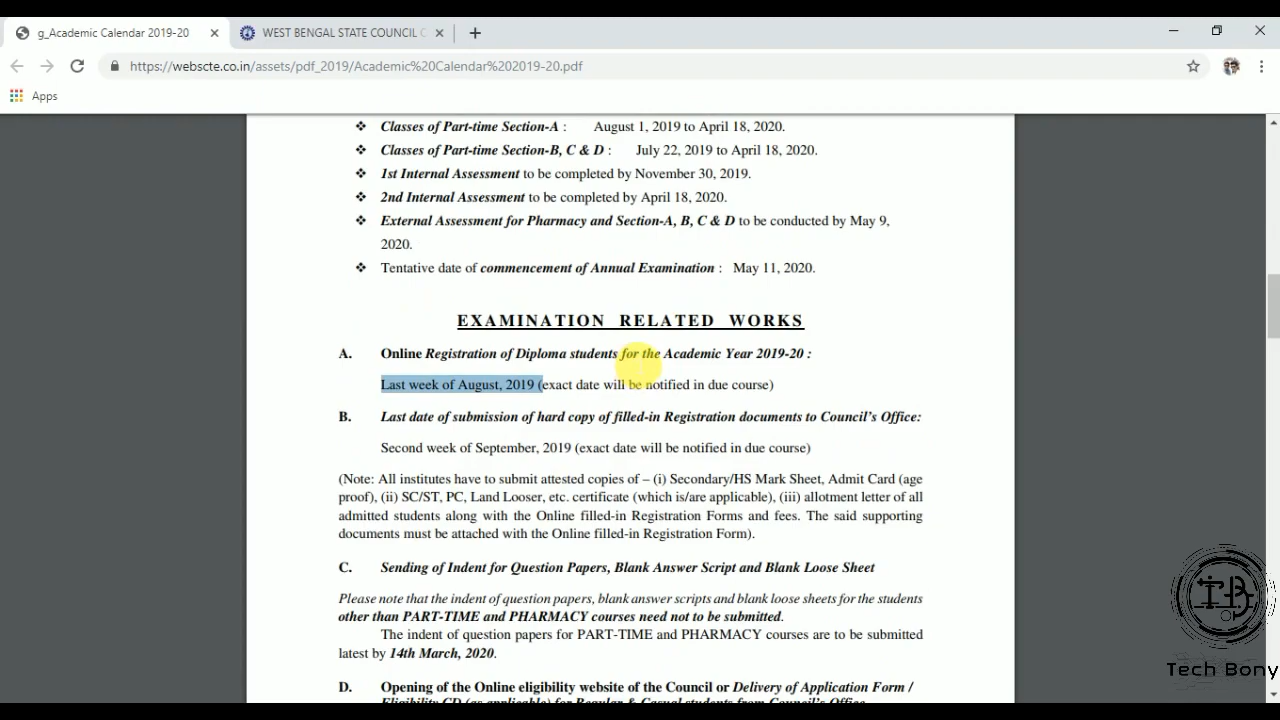 g_Academic Calendar 2019-20
WEST BENGAL STATE COUNCIL
https://webscte.co.in/assets/pdf_2019/Academic%20Calendar%202019-20.pdf
Apps
❖ Classes of Part-time Section-A : August 1, 2019 to April 18, 2020.
❖ Classes of Part-time Section-B, C & D : July 22, 2019 to April 18, 2020.
❖ 1st Internal Assessment to be completed by November 30, 2019.
❖ 2nd Internal Assessment to be completed by April 18, 2020.
❖ External Assessment for Pharmacy and Section-A, B, C & D to be conducted by May 9,
2020.
❖ Tentative date of commencement of Annual Examination : May 11, 2020.
EXAMINATION RELATED WORKS
A. Online Registration of Diploma students for the Academic Year 2019-20 :
Last week of August, 2019 (exact date will be notified in due course)
B. Last date of submission of hard copy of filled-in Registration documents to Council's Office:
Second week of September, 2019 (exact date will be notified in due course)
(Note: All institutes have to submit attested copies of – (i) Secondary/HS Mark Sheet, Admit Card (age
proof), (ii) SC/ST, PC, Land Looser, etc. certificate (which is/are applicable), (iii) allotment letter of all
admitted students along with the Online filled-in Registration Forms and fees. The said supporting
documents must be attached with the Online filled-in Registration Form).
C. Sending of Indent for Question Papers, Blank Answer Script and Blank Loose Sheet
Please note that the indent of question papers, blank answer scripts and blank loose sheets for the students
other than PART-TIME and PHARMACY courses need not to be submitted.
The indent of question papers for PART-TIME and PHARMACY courses are to be submitted
latest by 14th March, 2020.
D. Opening of the Online eligibility website of the Council or Delivery of Application Form /
Eligibility CD (as applicable) for Regular & Casual students from Council's Office
Tech Bony